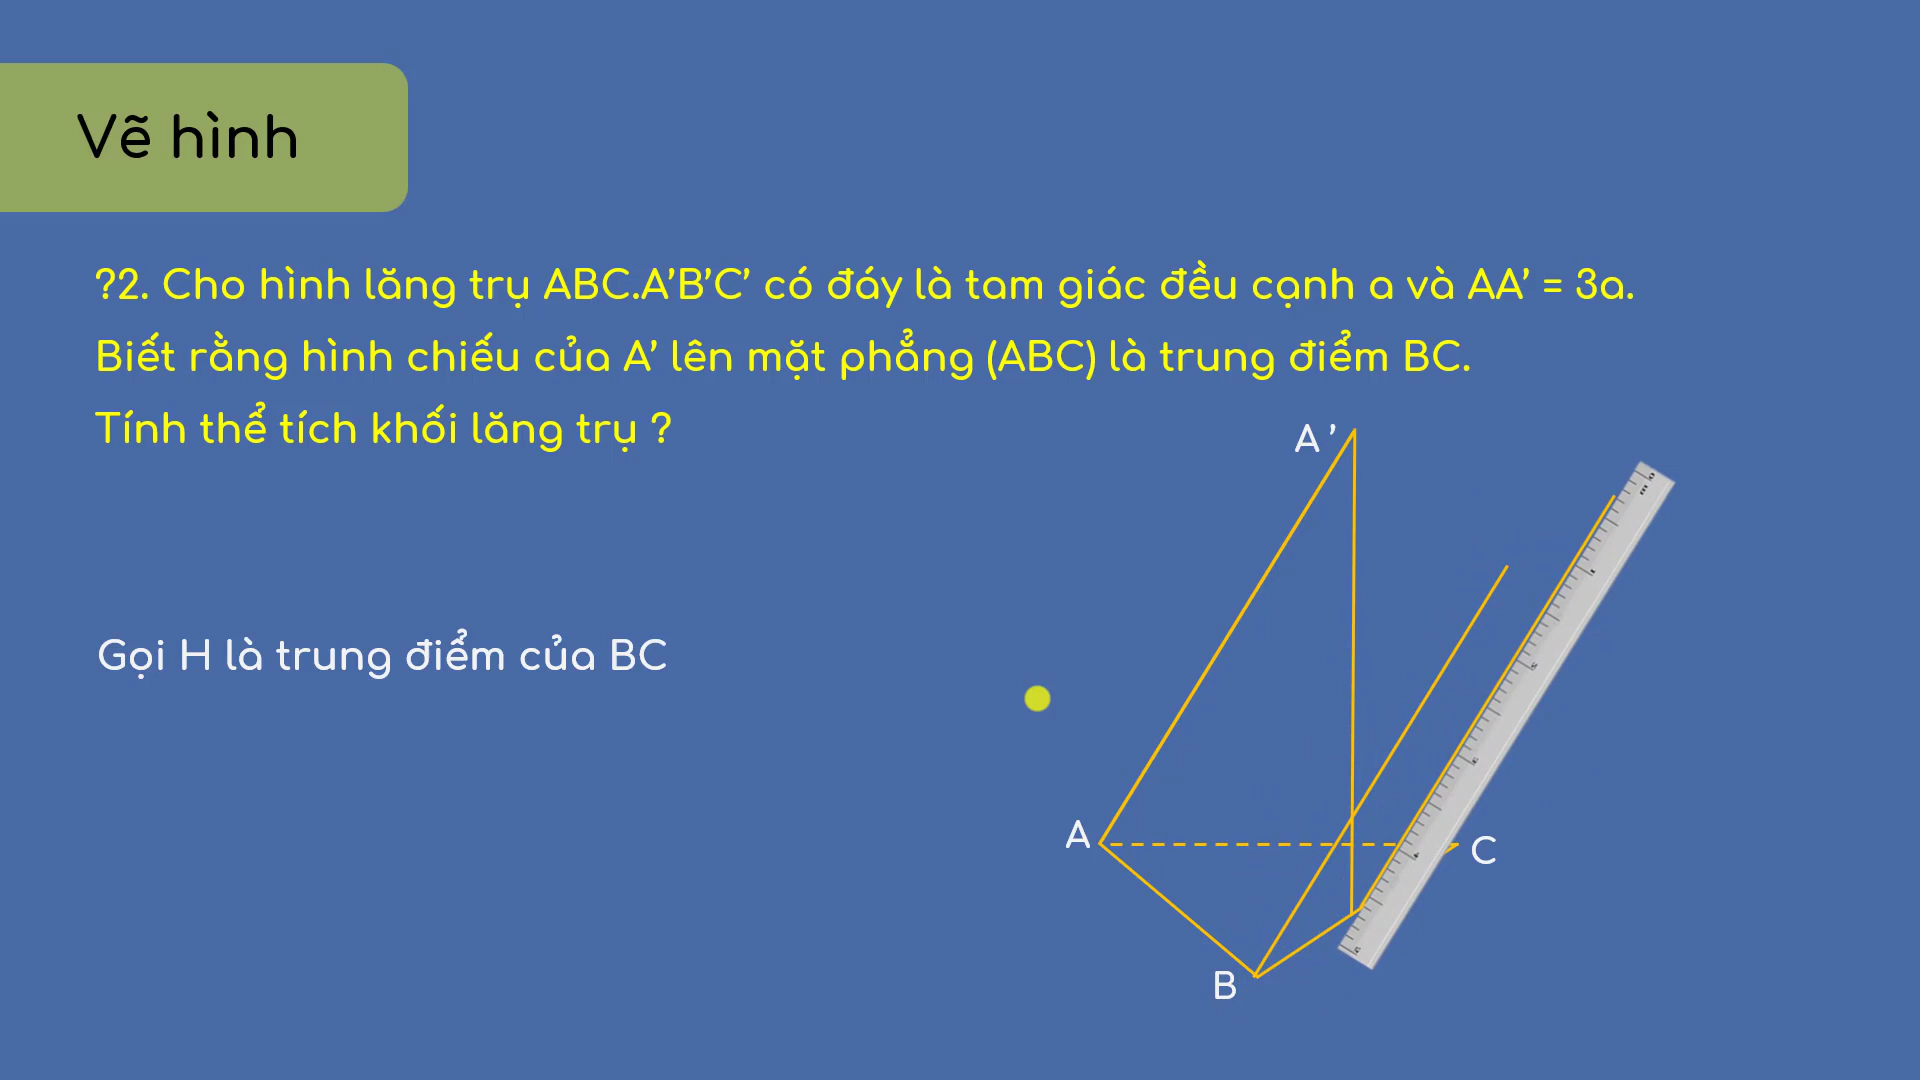 Vẽ hình
?2. Cho hình lăng trụ ABC.A’B’C’ có đáy là tam giác đều cạnh a và AA’ = 3a.
Biết rằng hình chiếu của A’ lên mặt phẳng (ABC) là trung điểm BC.
Tính thể tích khối lăng trụ ?
A ’
Gọi H là trung điểm của BC
A
C
B